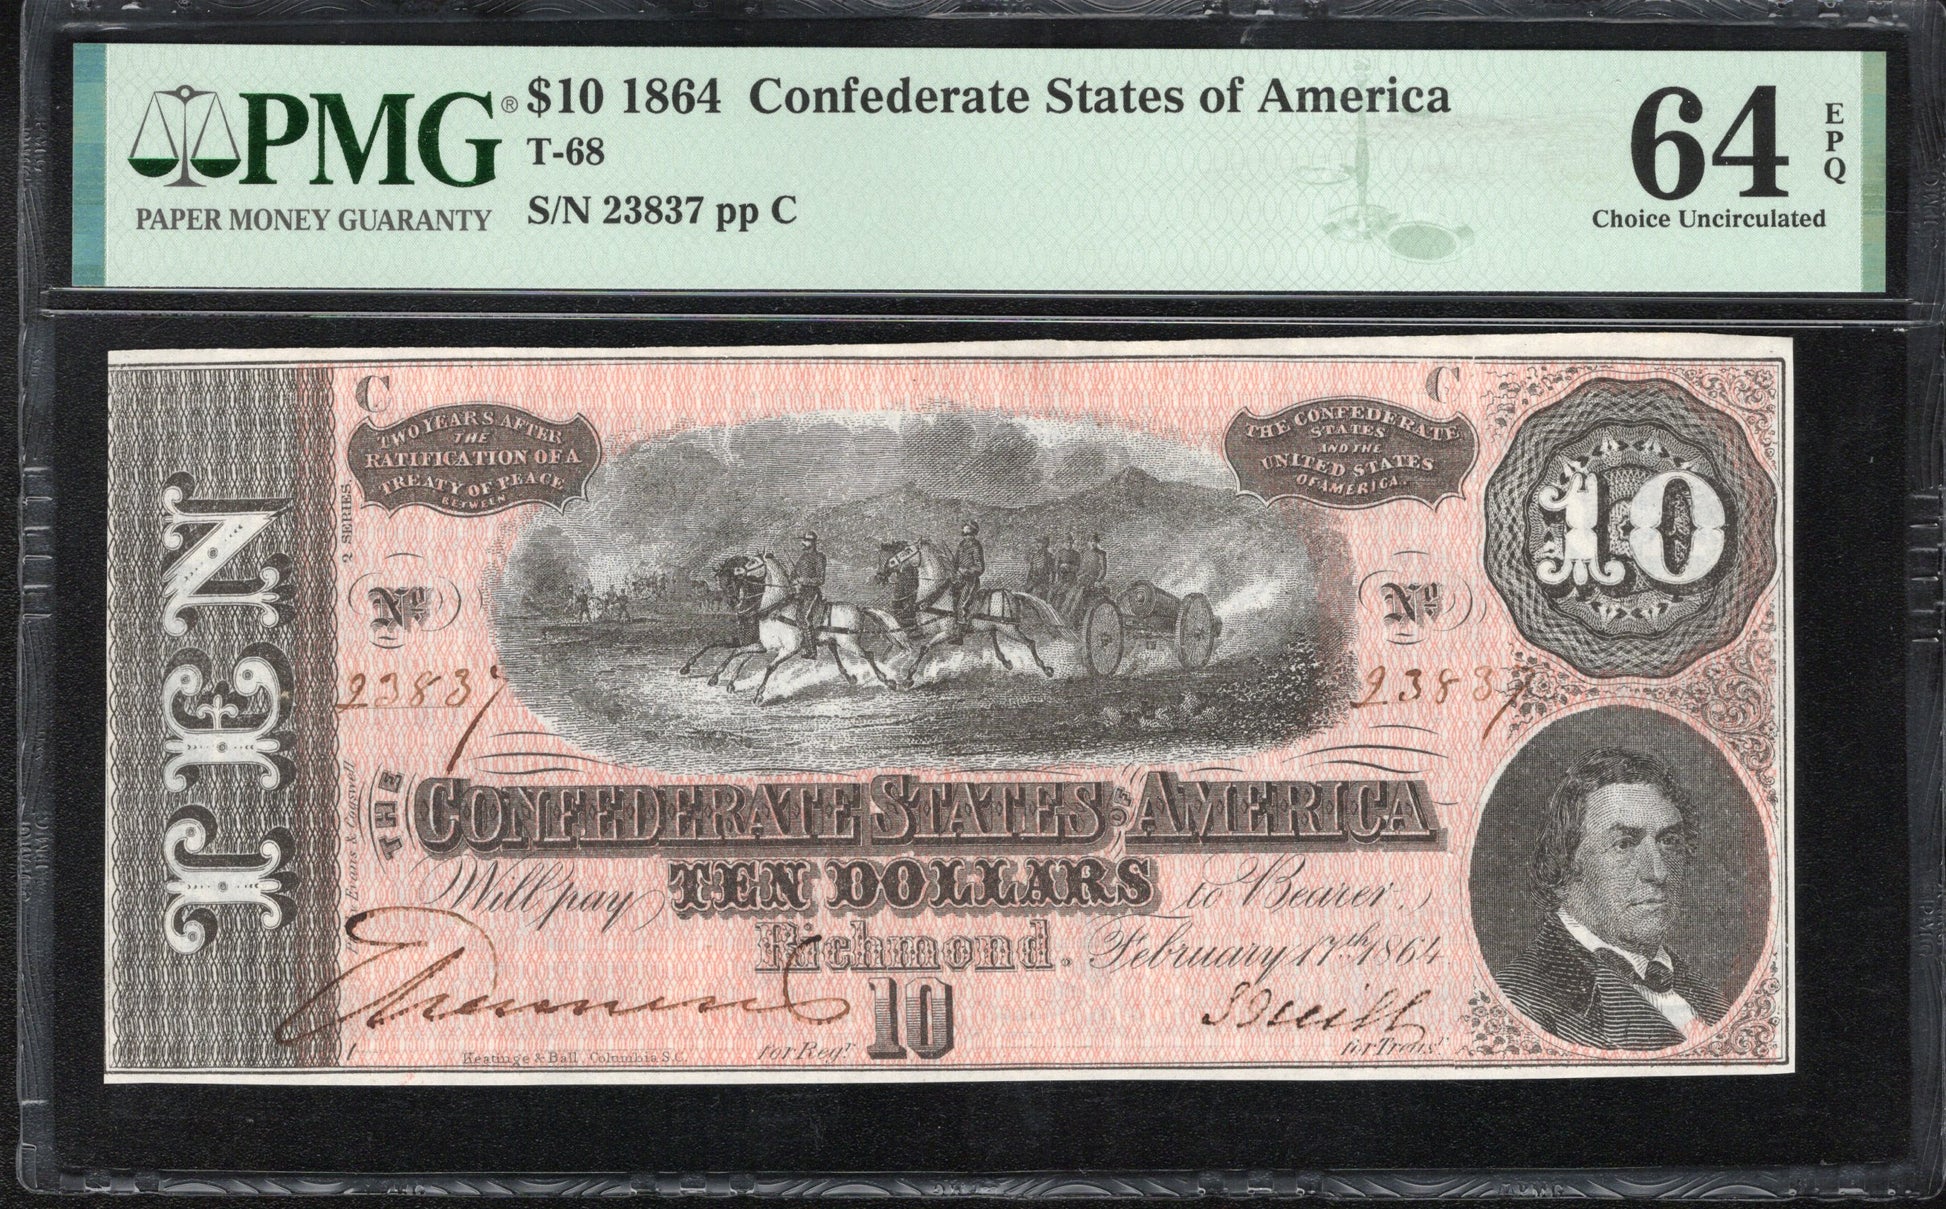 PMG® $10 1864 Confederate States of America
T-68
S/N 23837 pp C
PAPER MONEY GUARANTY
64 EPQ
Choice Uncirculated
C
C
TWO YEARS AFTER
THE
RATIFICATION OF A
TREATY OF PEACE
BETWEEN
THE CONFEDERATE
STATES
AND THE
UNITED STATES
OF AMERICA.
10
2 SERIES
TEN
No
No
23837
23837
THE CONFEDERATE STATES OF AMERICA
Will pay TEN DOLLARS to Bearer.
Richmond. February 17th 1864
10
Evans & Cogswell
Keatinge & Ball, Columbia S.C.
for Regr
for Treasr